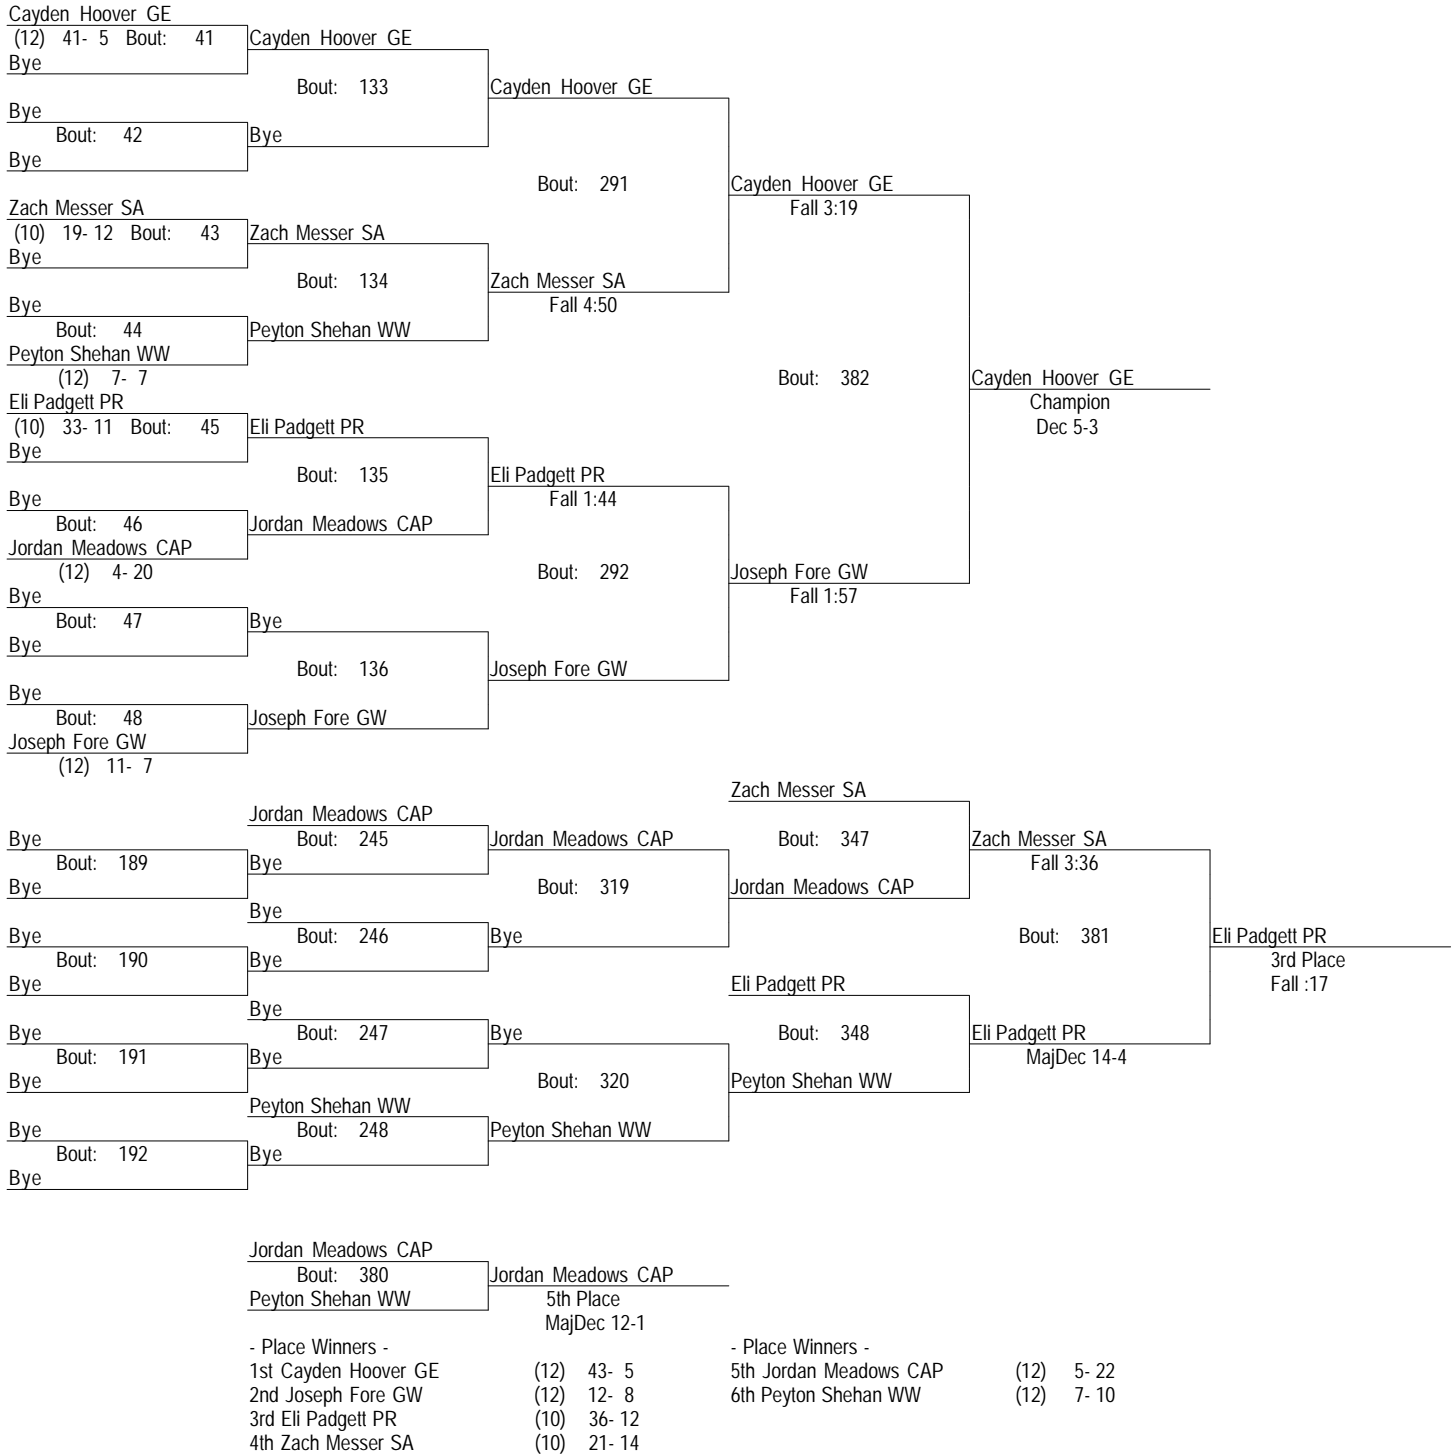 Cayden Hoover GE
(12) 41- 5 Bout: 41 Cayden Hoover GE
Bye
Bout: 133 Cayden Hoover GE
Bye
Bout: 42 Bye
Bye
Bout: 291 Cayden Hoover GE
Fall 3:19
Zach Messer SA
(10) 19- 12 Bout: 43 Zach Messer SA
Bye
Bout: 134 Zach Messer SA
Fall 4:50
Bye
Bout: 44 Peyton Shehan WW
Peyton Shehan WW
(12) 7- 7
Bout: 382 Cayden Hoover GE
Champion
Dec 5-3
Eli Padgett PR
(10) 33- 11 Bout: 45 Eli Padgett PR
Bye
Bout: 135 Eli Padgett PR
Fall 1:44
Bye
Bout: 46 Jordan Meadows CAP
Jordan Meadows CAP
(12) 4- 20
Bout: 292 Joseph Fore GW
Fall 1:57
Bye
Bout: 47 Bye
Bye
Bout: 136 Joseph Fore GW
Bye
Bout: 48 Joseph Fore GW
Joseph Fore GW
(12) 11- 7
Zach Messer SA
Jordan Meadows CAP
Bye Bout: 245 Jordan Meadows CAP Bout: 347 Zach Messer SA
Bout: 189 Bye Fall 3:36
Bye Bout: 319 Jordan Meadows CAP
Bye
Bye Bout: 246 Bye Bout: 381 Eli Padgett PR
Bout: 190 Bye 3rd Place
Bye Eli Padgett PR Fall :17
Bye
Bye Bout: 247 Bye Bout: 348 Eli Padgett PR
Bout: 191 Bye MajDec 14-4
Bye Bout: 320 Peyton Shehan WW
Peyton Shehan WW
Bye Bout: 248 Peyton Shehan WW
Bout: 192 Bye
Bye
Jordan Meadows CAP
Bout: 380 Jordan Meadows CAP
Peyton Shehan WW 5th Place
MajDec 12-1
- Place Winners - - Place Winners -
1st Cayden Hoover GE (12) 43- 5 5th Jordan Meadows CAP (12) 5- 22
2nd Joseph Fore GW (12) 12- 8 6th Peyton Shehan WW (12) 7- 10
3rd Eli Padgett PR (10) 36- 12
4th Zach Messer SA (10) 21- 14